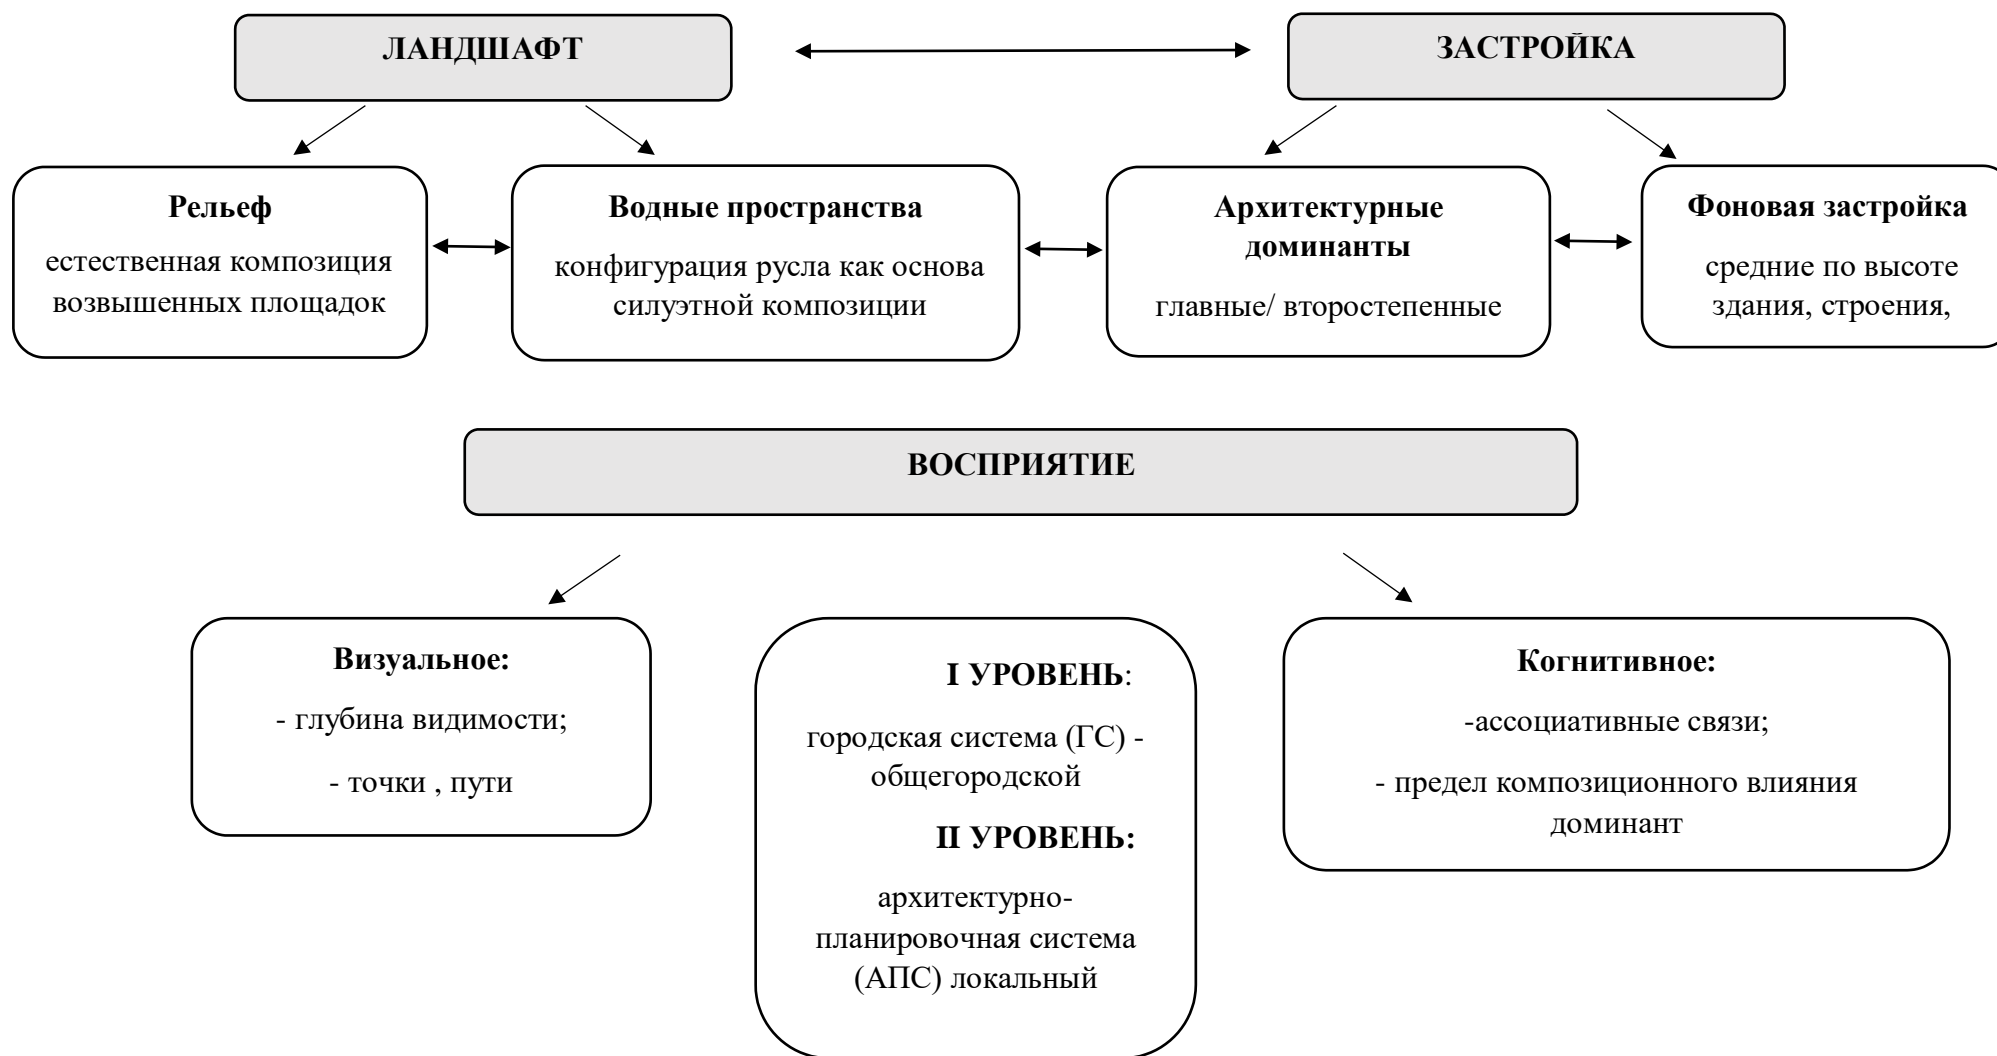 ЛАНДШАФТ
ЗАСТРОЙКА
Рельеф
естественная композиция
возвышенных площадок
Водные пространства
конфигурация русла как основа
силуэтной композиции
Архитектурные
доминанты
главные/ второстепенные
Фоновая застройка
средние по высоте
здания, строения,
ВОСПРИЯТИЕ
Визуальное:
- глубина видимости;
- точки , пути
I УРОВЕНЬ:
городская система (ГС) -
общегородской
II УРОВЕНЬ:
архитектурно-
планировочная система
(АПС) локальный
Когнитивное:
-ассоциативные связи;
- предел композиционного влияния
доминант